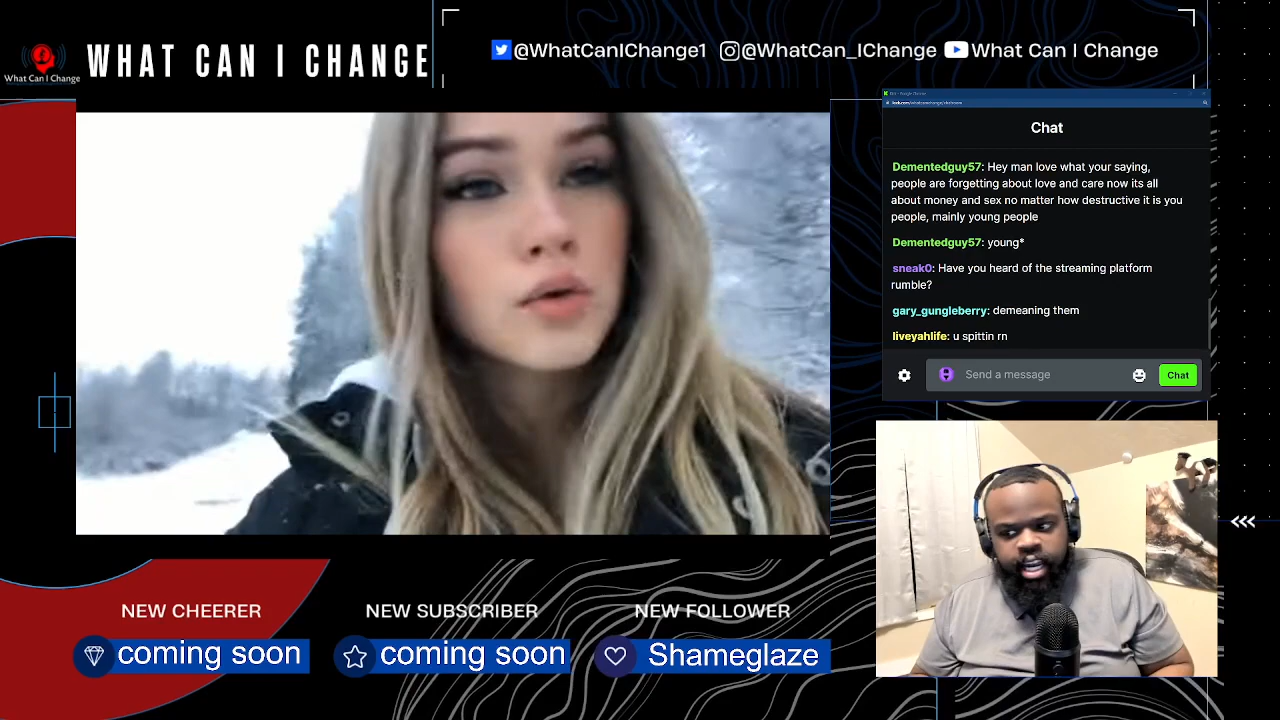 What Can I Change
WHAT CAN I CHANGE
@WhatCanIChange1 @WhatCan_IChange What Can I Change
Chat
Dementedguy57: Hey man love what your saying,
people are forgetting about love and care now its all
about money and sex no matter how destructive it is you
people, mainly young people
Dementedguy57: young*
sneak0: Have you heard of the streaming platform
rumble?
gary_gungleberry: demeaning them
liveyahlife: u spittin rn
Send a message
Chat
NEW CHEERER
NEW SUBSCRIBER
NEW FOLLOWER
coming soon
coming soon
Shameglaze